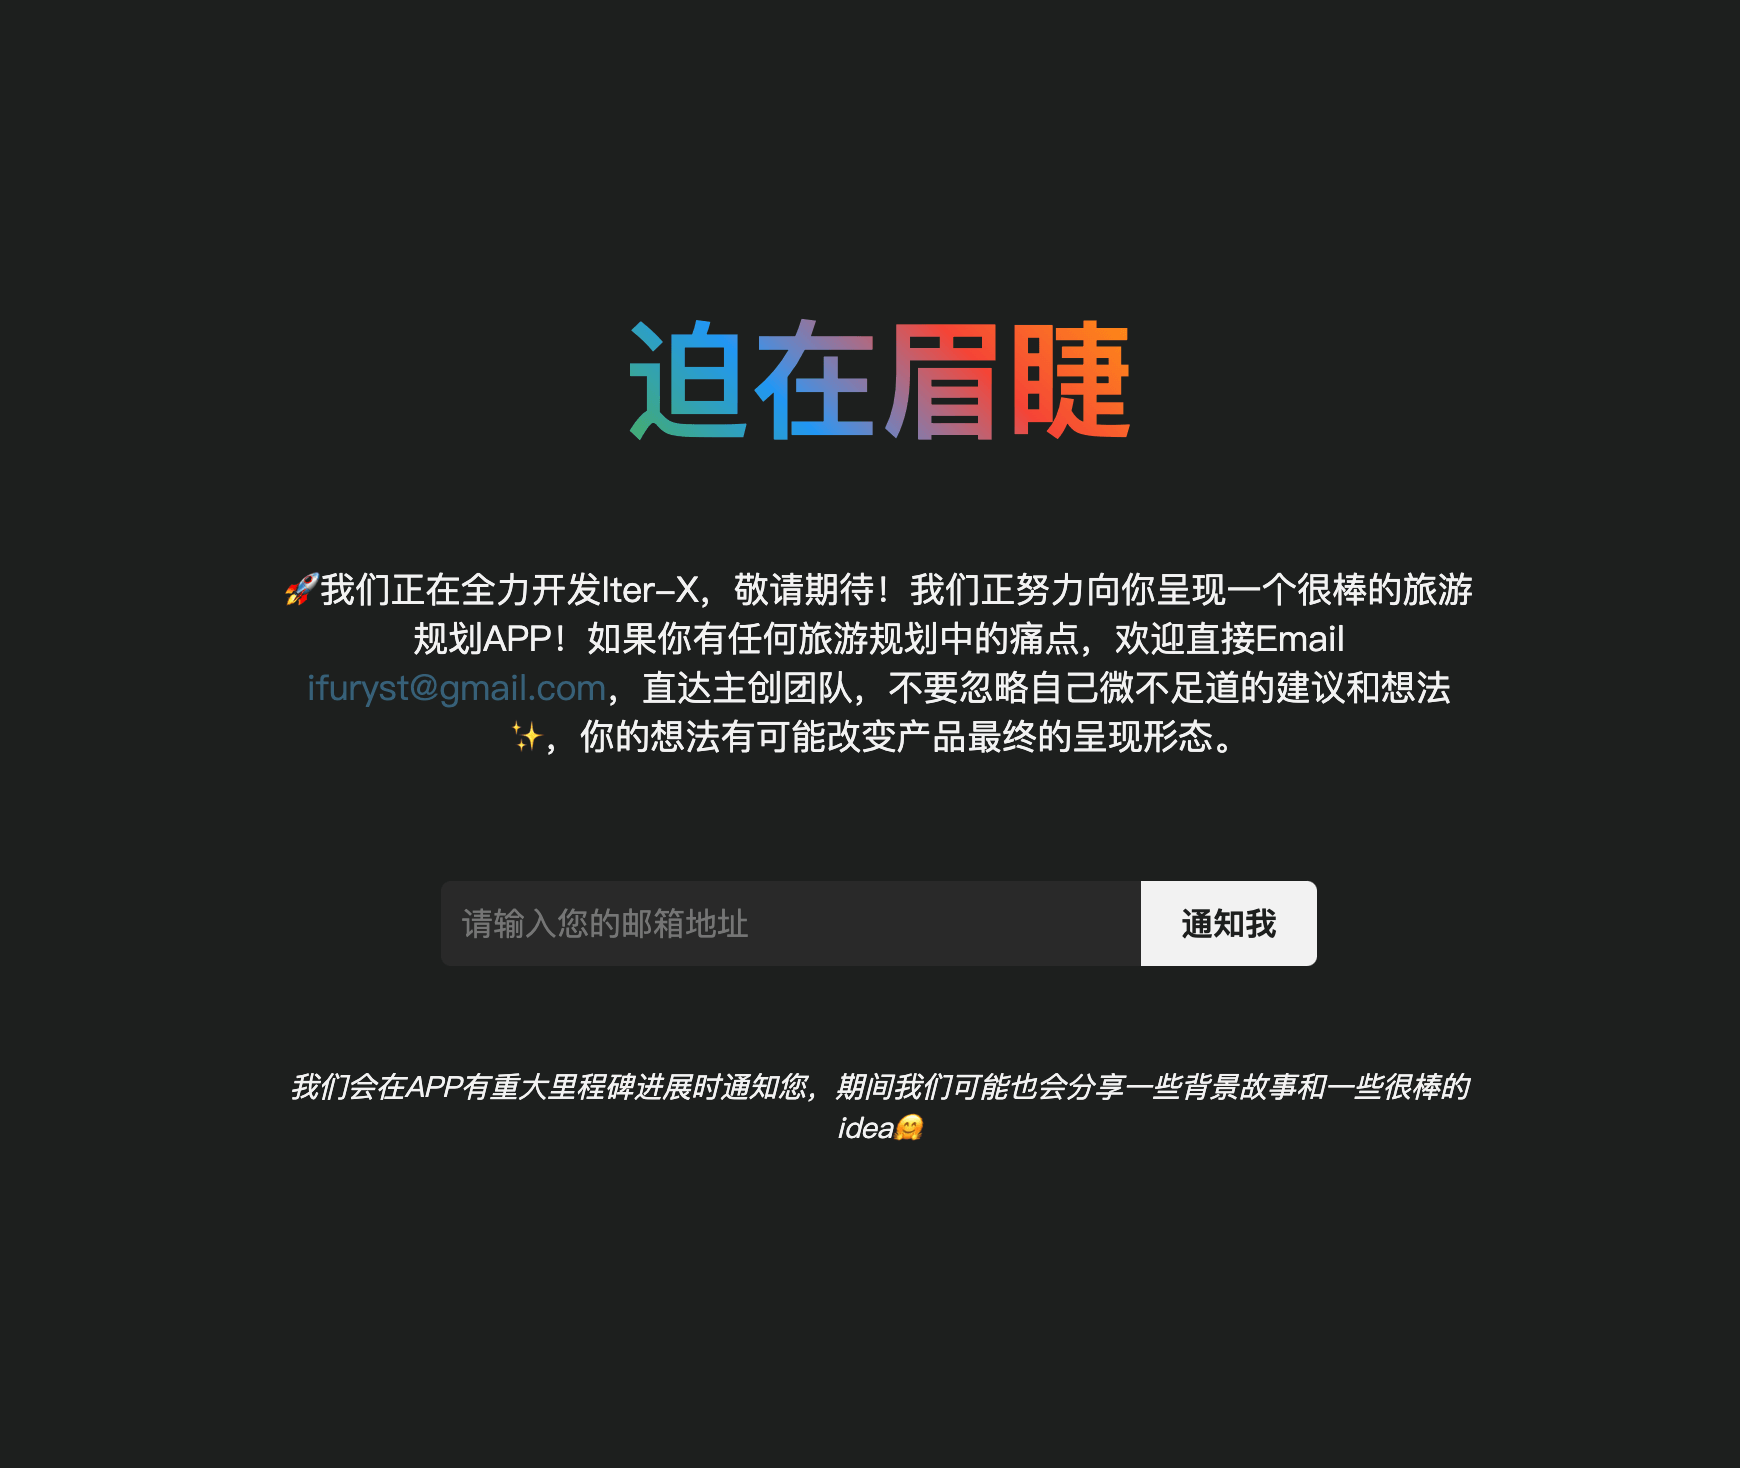 迫在眉睫
🚀我们正在全力开发Iter-X，敬请期待！我们正努力向你呈现一个很棒的旅游
规划APP！如果你有任何旅游规划中的痛点，欢迎直接Email
ifuryst@gmail.com，直达主创团队，不要忽略自己微不足道的建议和想法
✨，你的想法有可能改变产品最终的呈现形态。
请输入您的邮箱地址
通知我
我们会在APP有重大里程碑进展时通知您，期间我们可能也会分享一些背景故事和一些很棒的
idea🤗